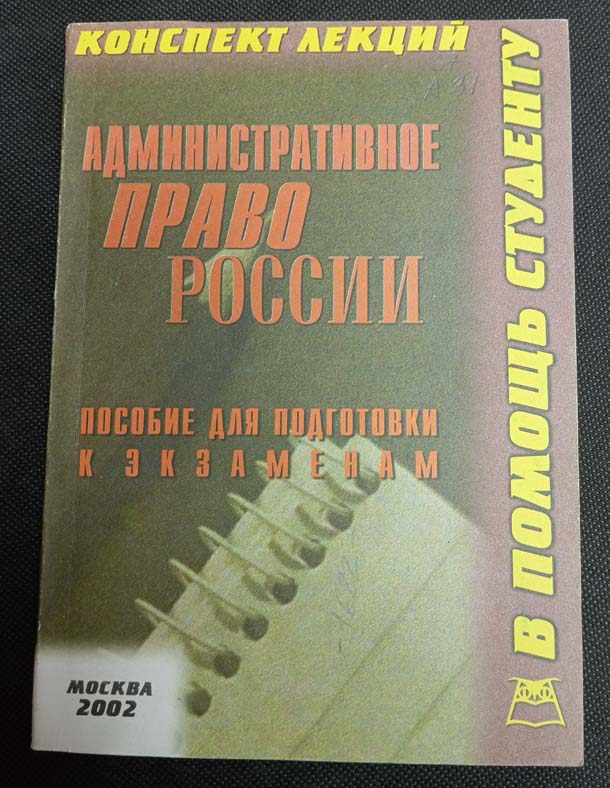 КОНСПЕКТ ЛЕКЦИЙ
АДМИНИСТРАТИВНОЕ
ПРАВО
РОССИИ
ПОСОБИЕ ДЛЯ ПОДГОТОВКИ
К ЭКЗАМЕНАМ
МОСКВА
2002
В ПОМОЩЬ СТУДЕНТУ